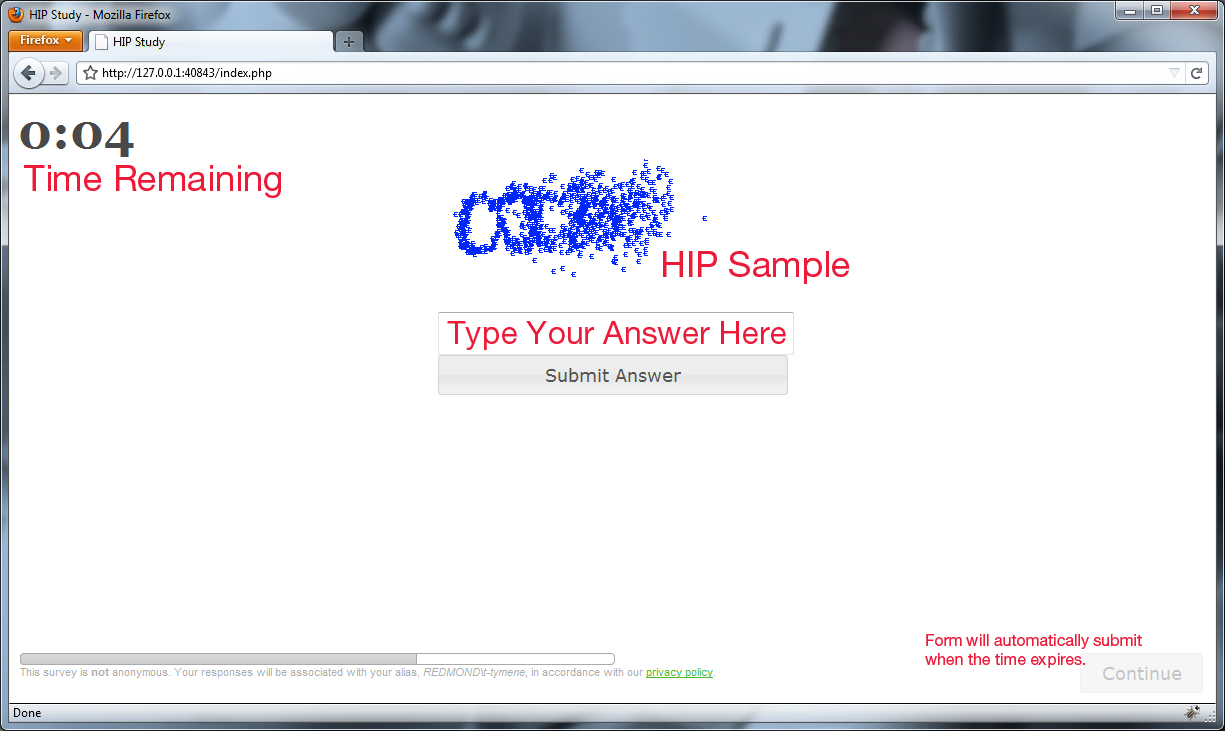 HIP Study - Mozilla Firefox
Firefox
HIP Study
http://127.0.0.1:40843/index.php
0:04
Time Remaining
HIP Sample
Type Your Answer Here
Submit Answer
Form will automatically submit
when the time expires.
Continue
This survey is not anonymous. Your responses will be associated with your alias, REDMOND\t-tymene, in accordance with our privacy policy.
Done